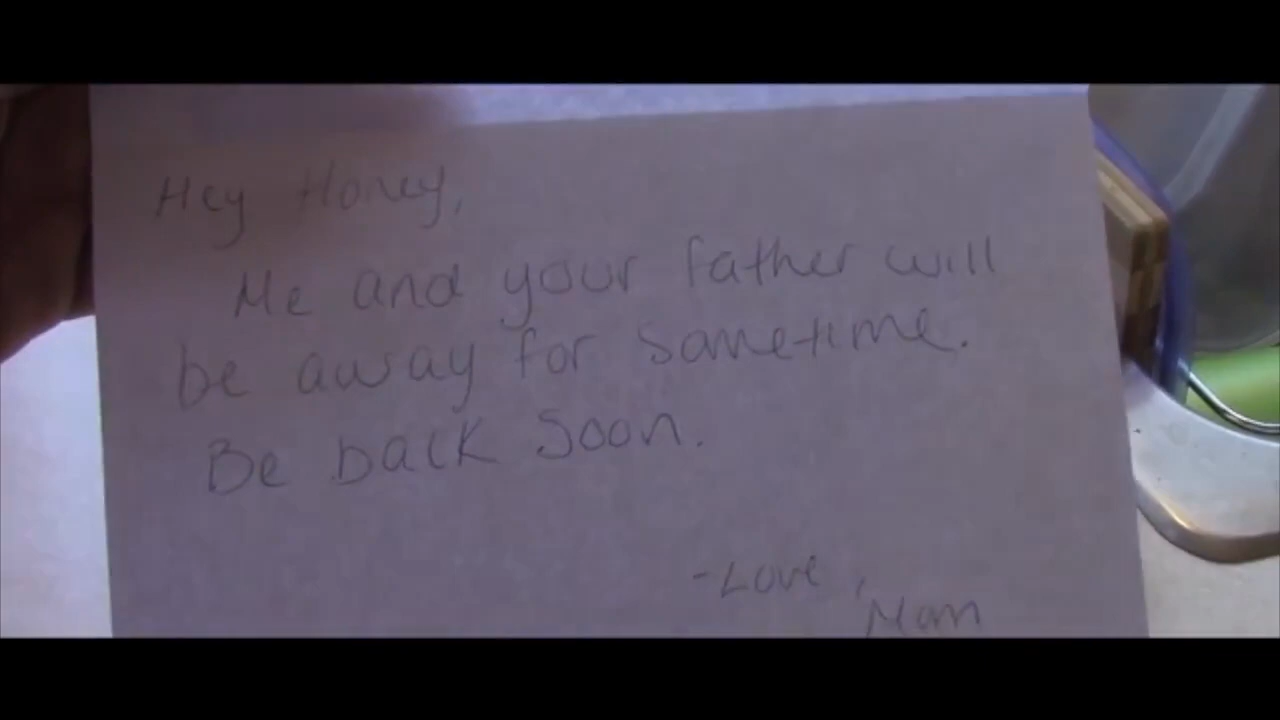 Hey Honey,
Me and your father will
be away for sometime.
Be back soon.
-Love,
Mom